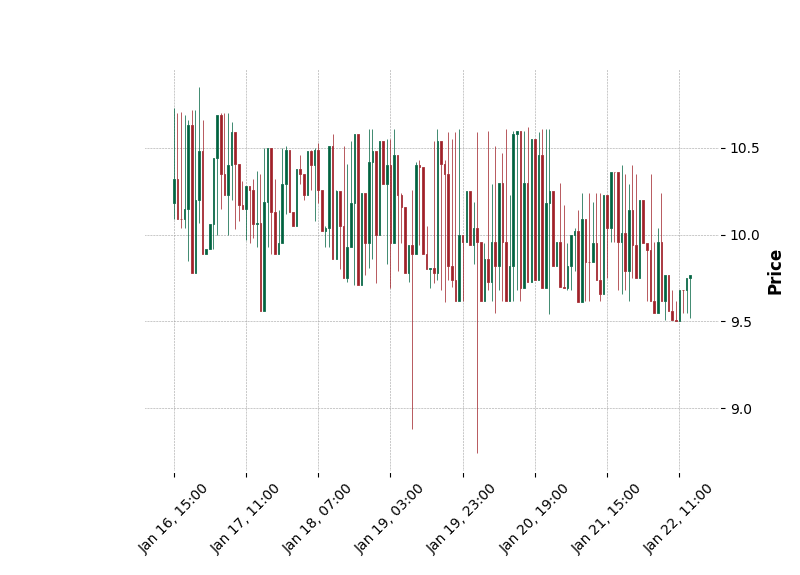 10.5
10.0
9.5
9.0
Price
Jan 16, 15:00
Jan 17, 11:00
Jan 18, 07:00
Jan 19, 03:00
Jan 19, 23:00
Jan 20, 19:00
Jan 21, 15:00
Jan 22, 11:00